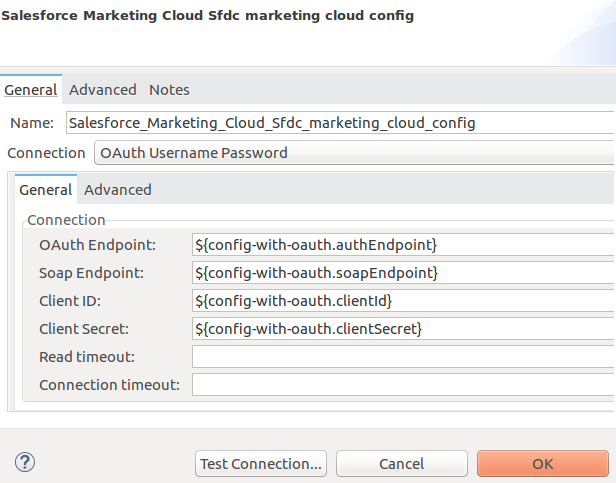 Salesforce Marketing Cloud Sfdc marketing cloud config
General Advanced Notes
Name: Salesforce_Marketing_Cloud_Sfdc_marketing_cloud_config
Connection OAuth Username Password
General Advanced
Connection
OAuth Endpoint: ${config-with-oauth.authEndpoint}
Soap Endpoint: ${config-with-oauth.soapEndpoint}
Client ID: ${config-with-oauth.clientId}
Client Secret: ${config-with-oauth.clientSecret}
Read timeout:
Connection timeout:
? Test Connection... Cancel OK